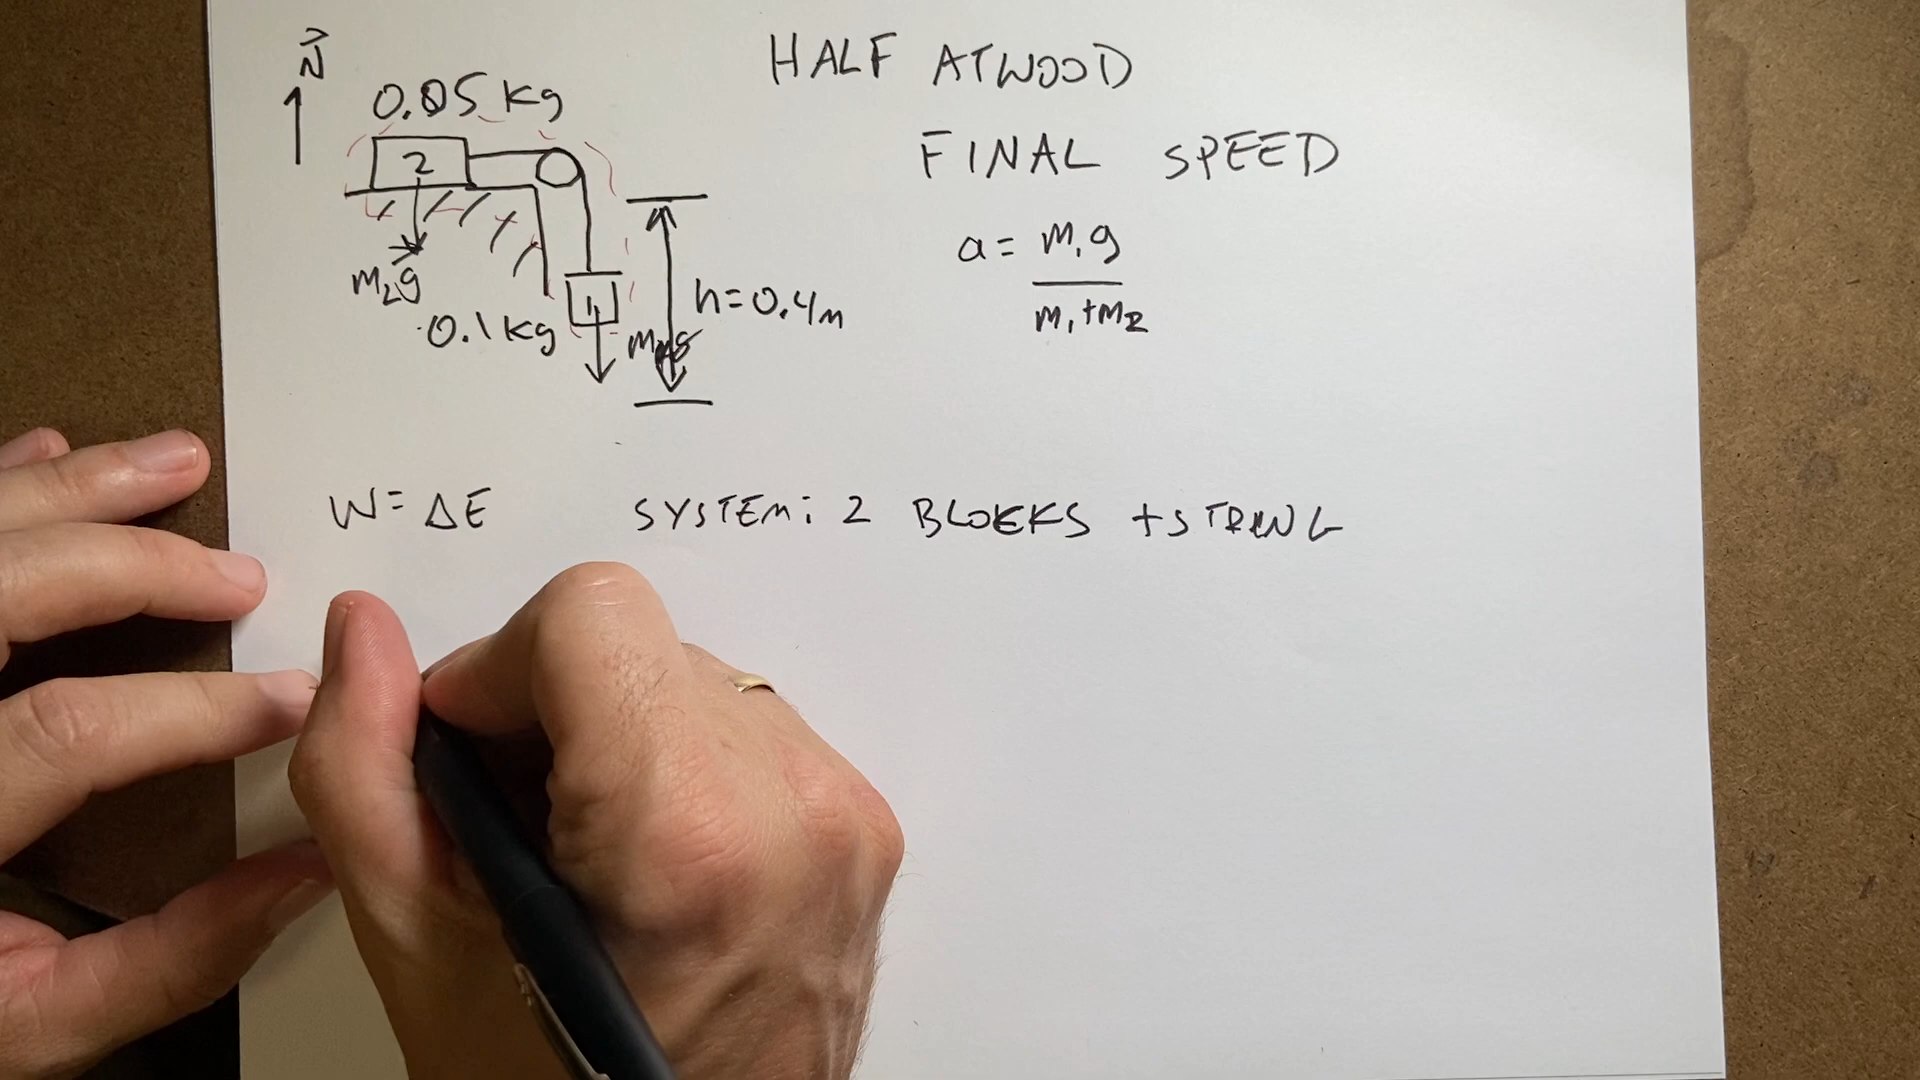 N
0.05 kg
HALF ATWOOD
FINAL SPEED
2
a = m₁g
m₁+m₂
m₂g
0.1 kg
1
h=0.4m
W= ΔE
SYSTEM: 2 BLOCKS + STRING